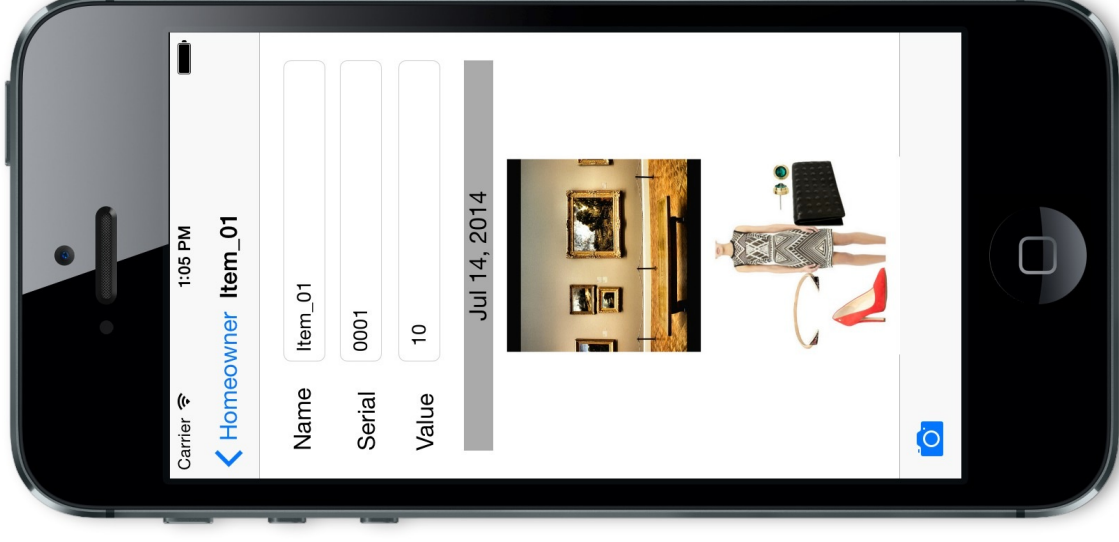 Carrier 1:05 PM
Homeowner Item_01
Name Item_01
Serial 0001
Value 10
Jul 14, 2014